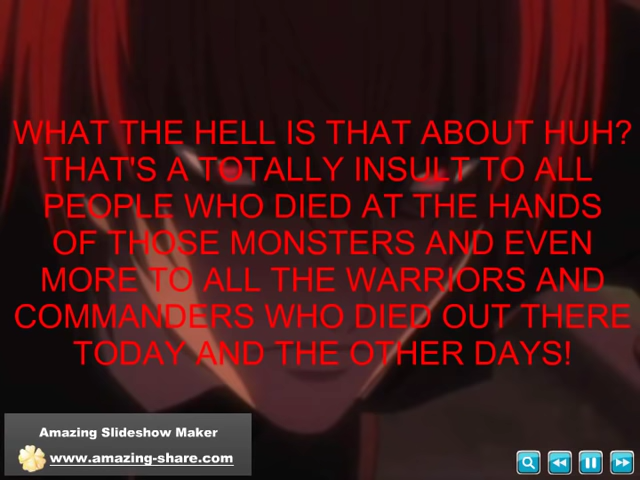 WHAT THE HELL IS THAT ABOUT HUH?
THAT'S A TOTALLY INSULT TO ALL
PEOPLE WHO DIED AT THE HANDS
OF THOSE MONSTERS AND EVEN
MORE TO ALL THE WARRIORS AND
COMMANDERS WHO DIED OUT THERE
TODAY AND THE OTHER DAYS!
Amazing Slideshow Maker
www.amazing-share.com